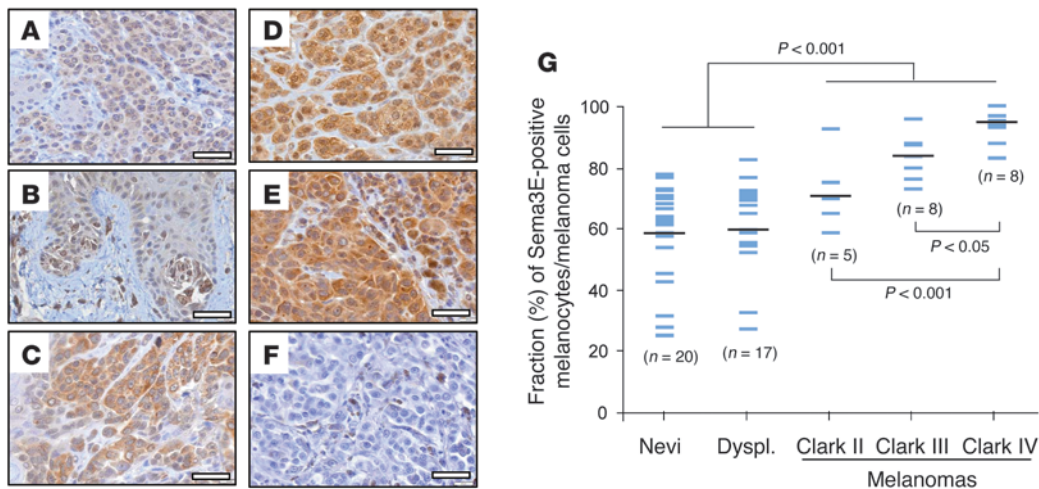 A
D
B
E
C
F
G
P < 0.001
Fraction (%) of Sema3E-positive
melanocytes/melanoma cells
100
80
60
40
20
0
(n = 20)
(n = 17)
(n = 5)
(n = 8)
(n = 8)
P < 0.05
P < 0.001
Nevi
Dyspl.
Clark II
Clark III
Clark IV
Melanomas